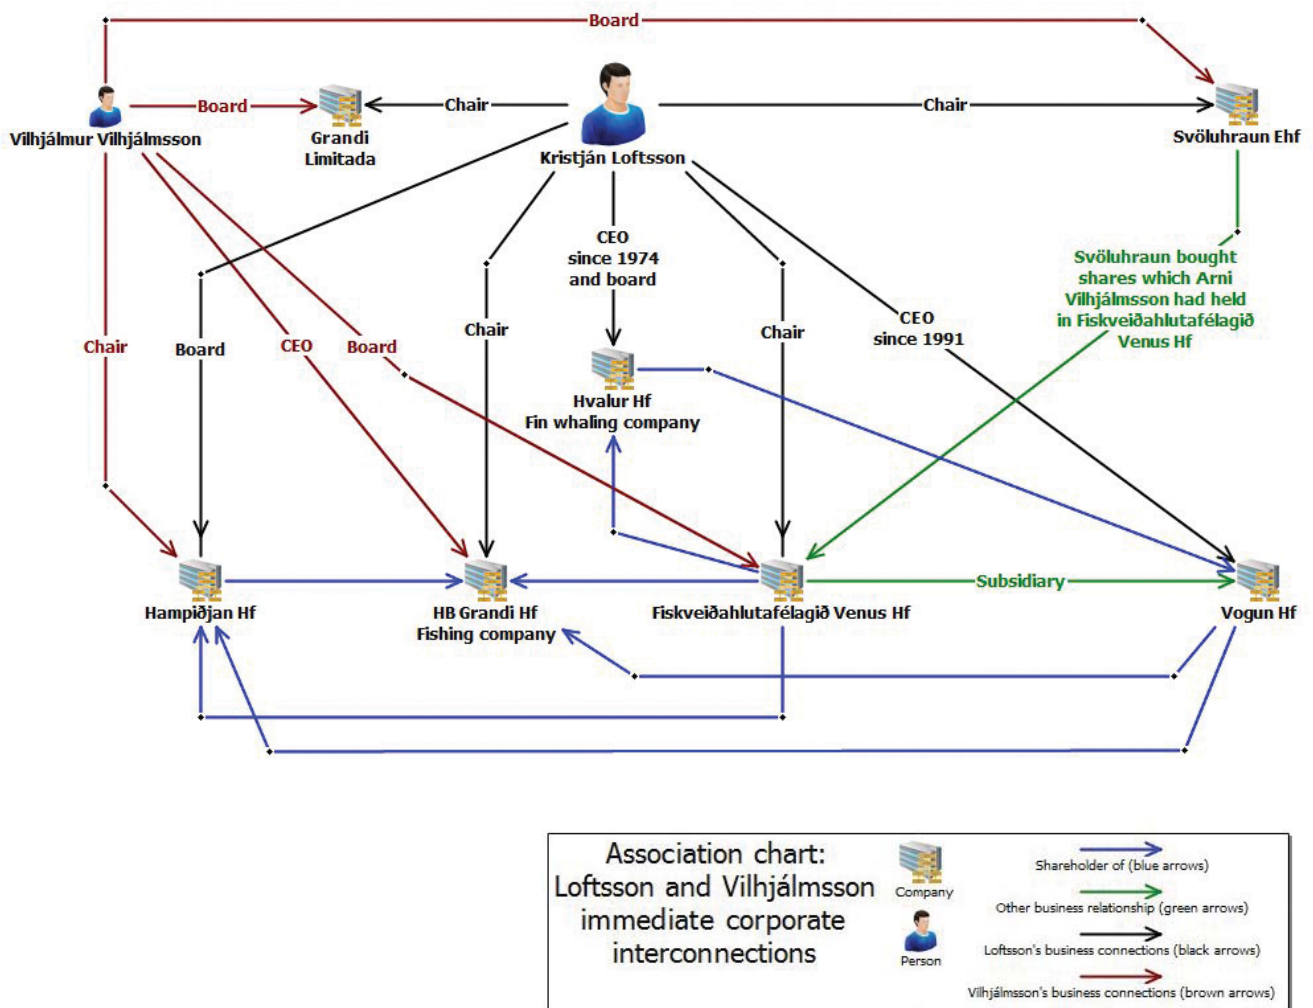 Board
Board
Chair
Chair
Vilhjálmur Vilhjálmsson
Grandi
Limitada
Kristján Loftsson
Svöluhraun Ehf
CEO
since 1974
and board
Svöluhraun bought
shares which Arni
Vilhjálmsson had held
in Fiskveiðahlutafélagið
Venus Hf
Chair
Board
CEO
Board
Chair
Chair
CEO
since 1991
Hvalur Hf
Fin whaling company
Subsidiary
Hampiðjan Hf
HB Grandi Hf
Fishing company
Fiskveiðahlutafélagið Venus Hf
Vogun Hf
Association chart:
Loftsson and Vilhjálmsson
immediate corporate
interconnections
Company
Person
Shareholder of (blue arrows)
Other business relationship (green arrows)
Loftsson's business connections (black arrows)
Vilhjálmsson's business connections (brown arrows)